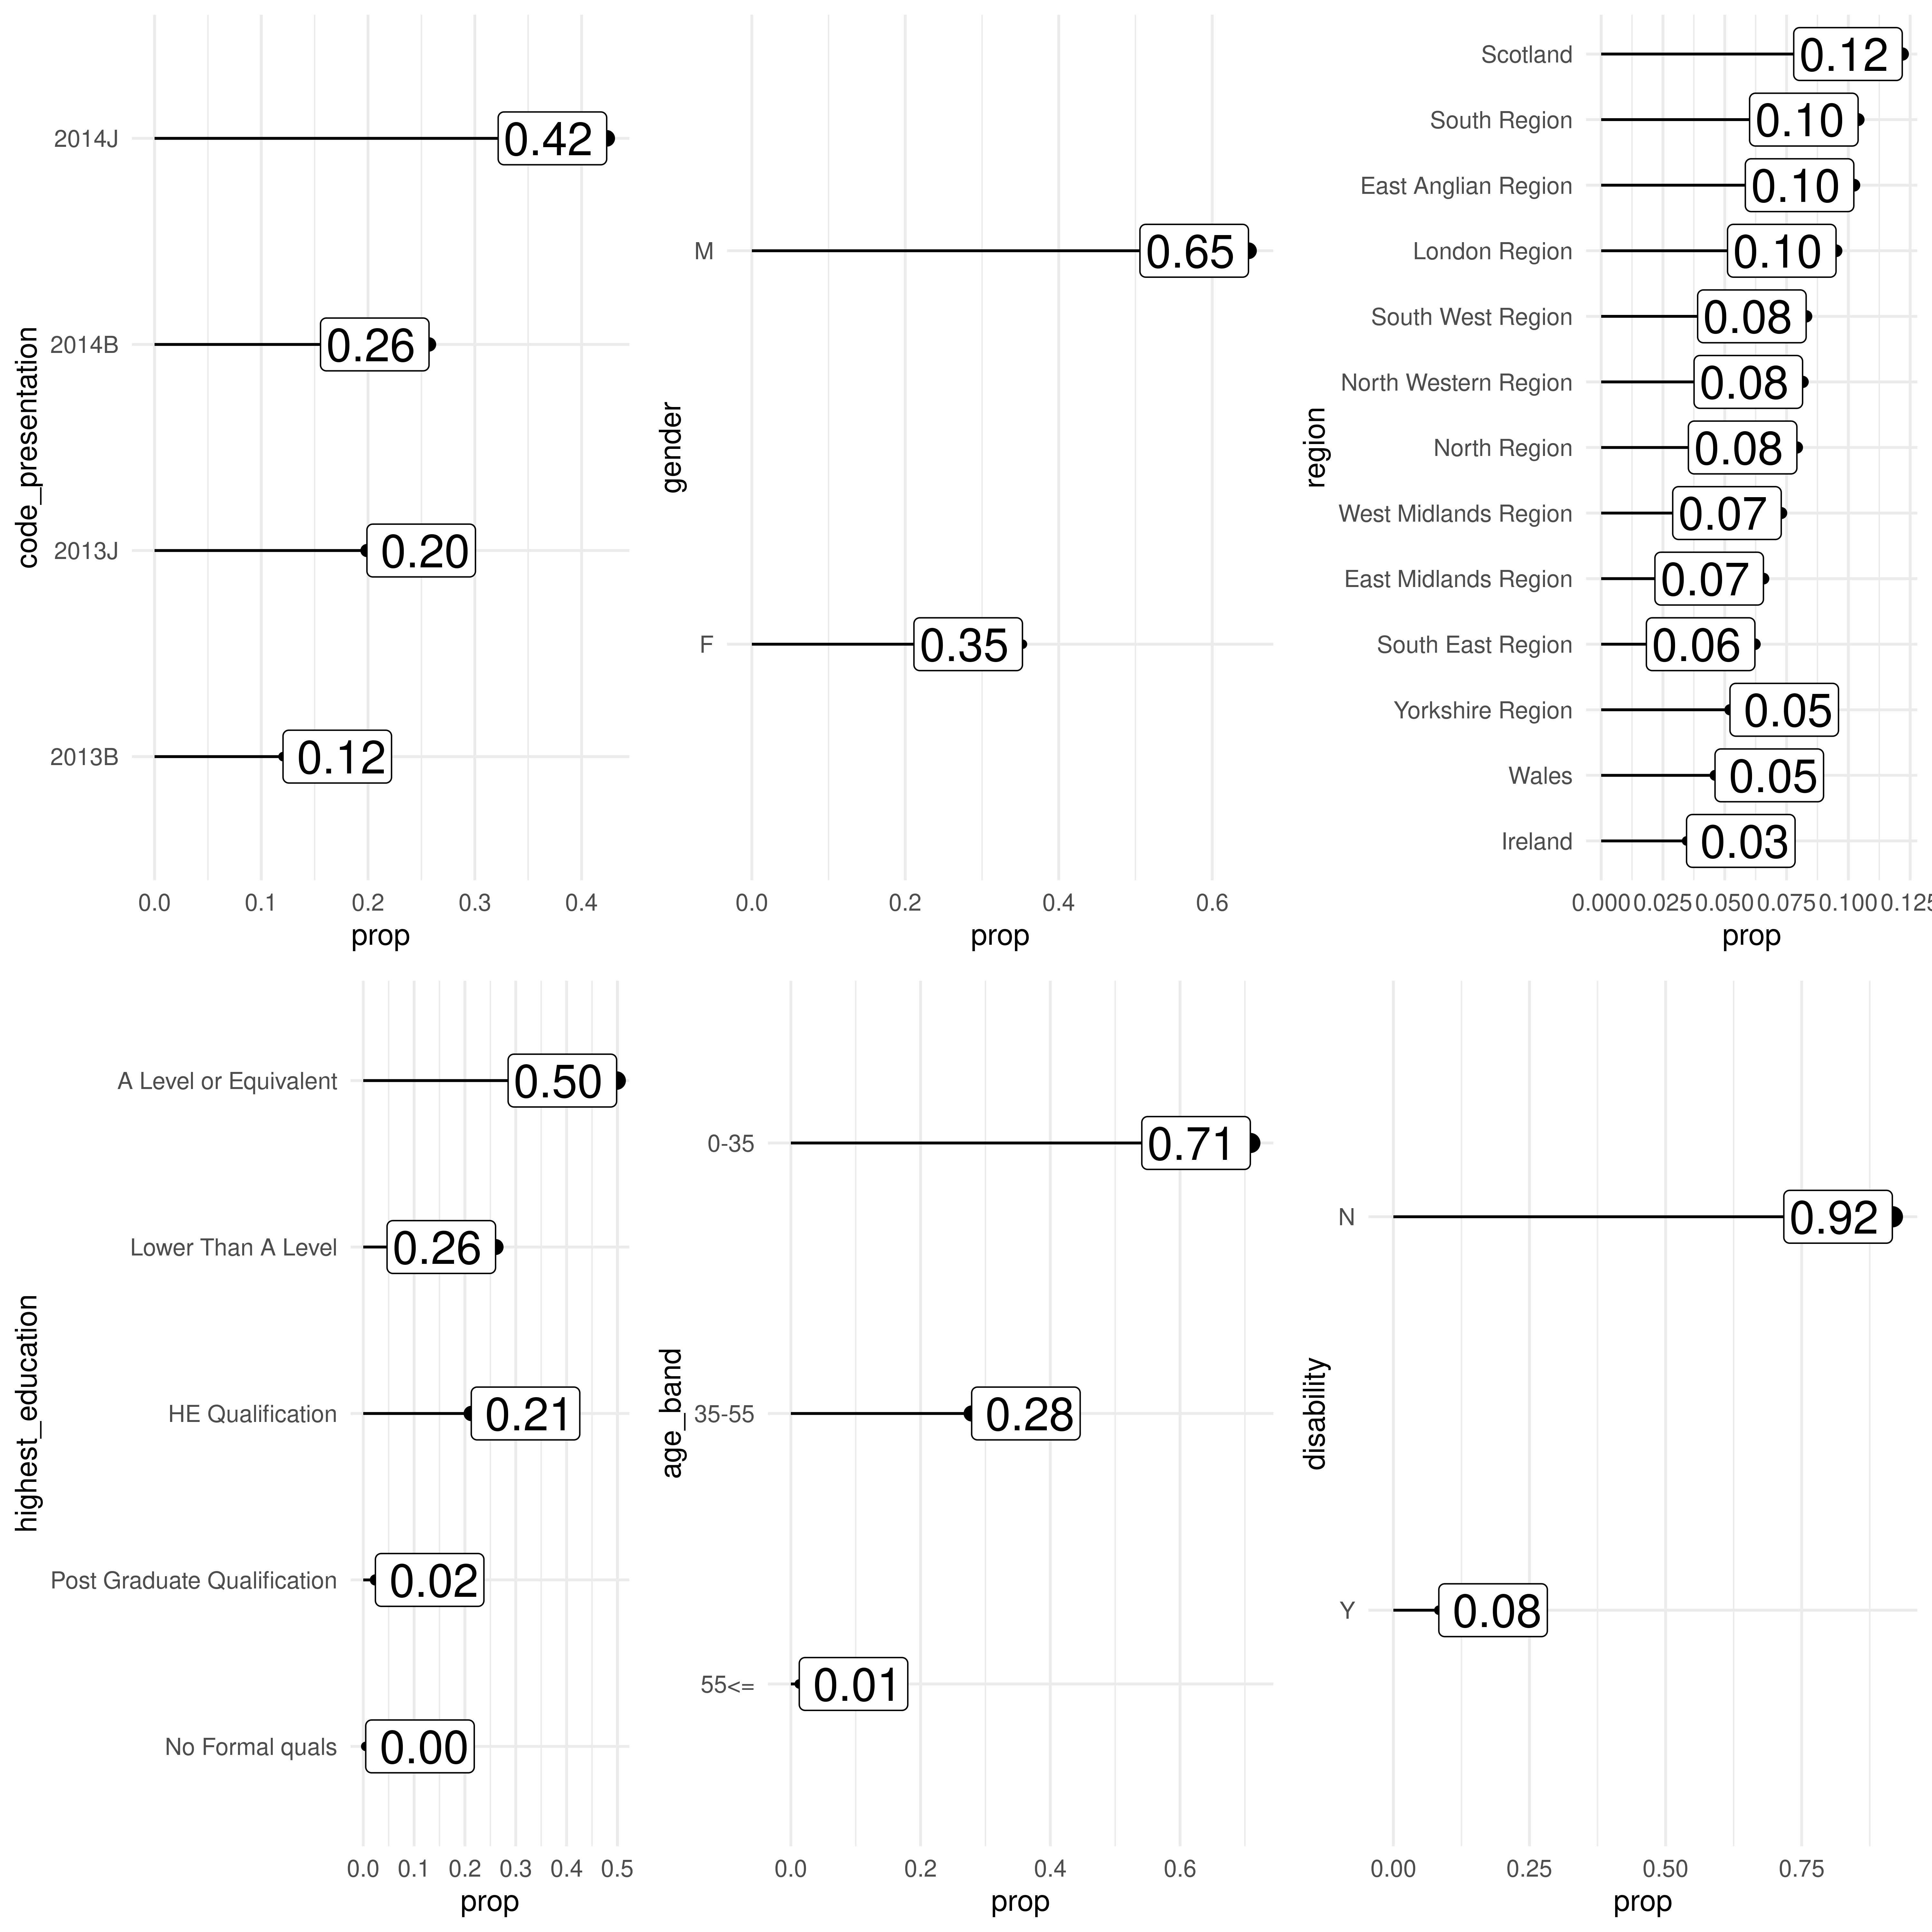 code_presentation
2014J
0.42
2014B
0.26
2013J
0.20
2013B
0.12
0.0 0.1 0.2 0.3 0.4
prop
gender
M
0.65
F
0.35
0.0 0.2 0.4 0.6
prop
region
Scotland
0.12
South Region
0.10
East Anglian Region
0.10
London Region
0.10
South West Region
0.08
North Western Region
0.08
North Region
0.08
West Midlands Region
0.07
East Midlands Region
0.07
South East Region
0.06
Yorkshire Region
0.05
Wales
0.05
Ireland
0.03
0.000 0.025 0.050 0.075 0.100 0.125
prop
highest_education
A Level or Equivalent
0.50
Lower Than A Level
0.26
HE Qualification
0.21
Post Graduate Qualification
0.02
No Formal quals
0.00
0.0 0.1 0.2 0.3 0.4 0.5
prop
age_band
0-35
0.71
35-55
0.28
55<=
0.01
0.0 0.2 0.4 0.6
prop
disability
N
0.92
Y
0.08
0.00 0.25 0.50 0.75
prop